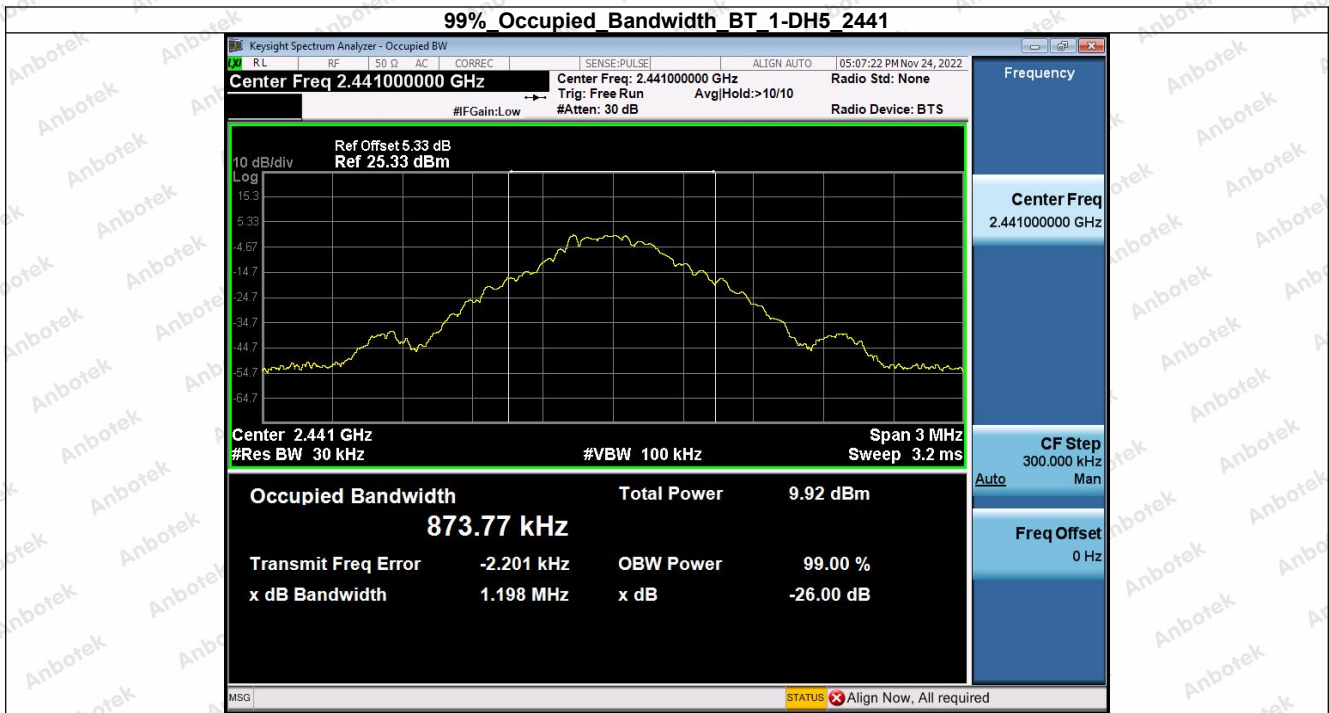 99%_Occupied_Bandwidth_BT_1-DH5_2441
Keysight Spectrum Analyzer - Occupied BW
LXI RL RF 50 Ω AC CORREC SENSE:PULSE ALIGN AUTO 05:07:22 PM Nov 24, 2022
Center Freq 2.441000000 GHz
Center Freq: 2.441000000 GHz Radio Std: None
Trig: Free Run Avg|Hold:>10/10
#IFGain:Low #Atten: 30 dB Radio Device: BTS
Ref Offset 5.33 dB
10 dB/div Ref 25.33 dBm
Log
15.3
5.33
-4.67
-14.7
-24.7
-34.7
-44.7
-54.7
-64.7
Center 2.441 GHz Span 3 MHz
#Res BW 30 kHz #VBW 100 kHz Sweep 3.2 ms
Occupied Bandwidth Total Power 9.92 dBm
873.77 kHz
Transmit Freq Error -2.201 kHz OBW Power 99.00 %
x dB Bandwidth 1.198 MHz x dB -26.00 dB
MSG STATUS Align Now, All required
Frequency
Center Freq
2.441000000 GHz
CF Step
300.000 kHz
Auto Man
Freq Offset
0 Hz
Anbotek